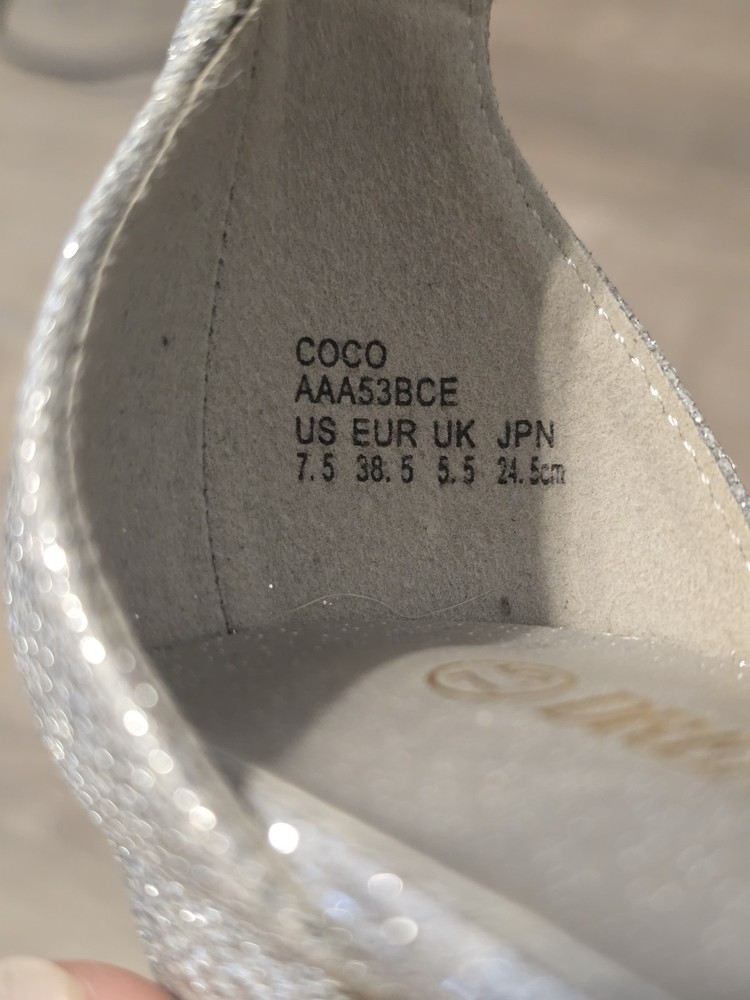 COCO
AAA53BCE
US EUR UK JPN
7.5 38.5 5.5 24.5cm